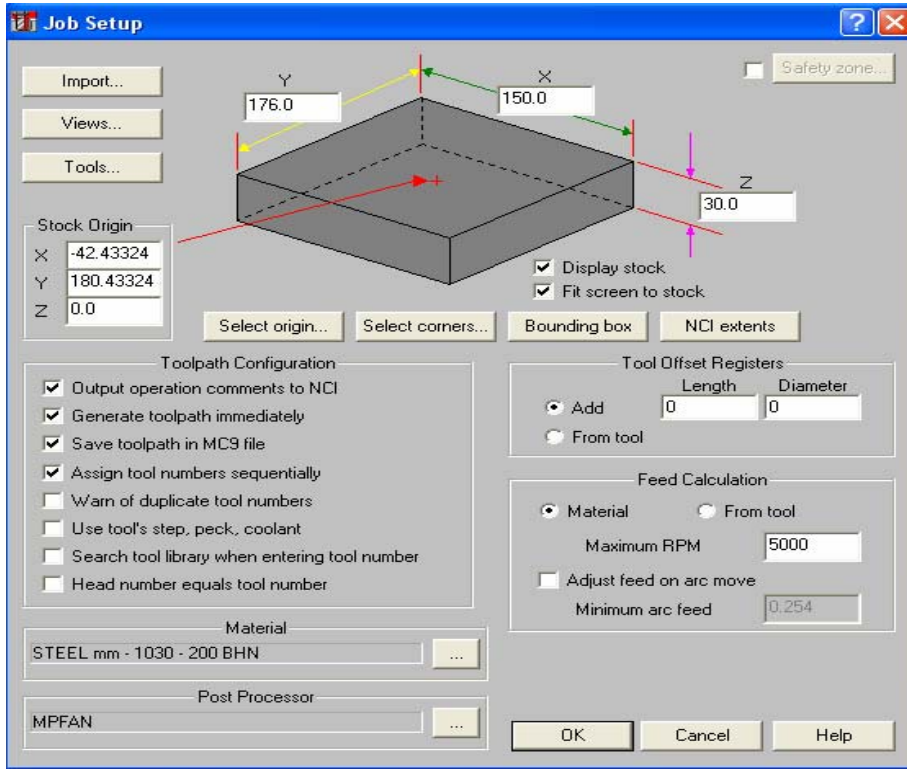 Job Setup
Import...
Views...
Tools...
Y
176.0
X
150.0
Safety zone...
Z
30.0
Stock Origin
X -42.43324
Y 180.43324
Z 0.0
Display stock
Fit screen to stock
Select origin... Select corners... Bounding box NCI extents
Toolpath Configuration
Output operation comments to NCI
Generate toolpath immediately
Save toolpath in MC9 file
Assign tool numbers sequentially
Warn of duplicate tool numbers
Use tool's step, peck, coolant
Search tool library when entering tool number
Head number equals tool number
Tool Offset Registers
Length Diameter
Add 0 0
From tool
Feed Calculation
Material From tool
Maximum RPM 5000
Adjust feed on arc move
Minimum arc feed 0.254
Material
STEEL mm - 1030 - 200 BHN ...
Post Processor
MPFAN ...
OK Cancel Help